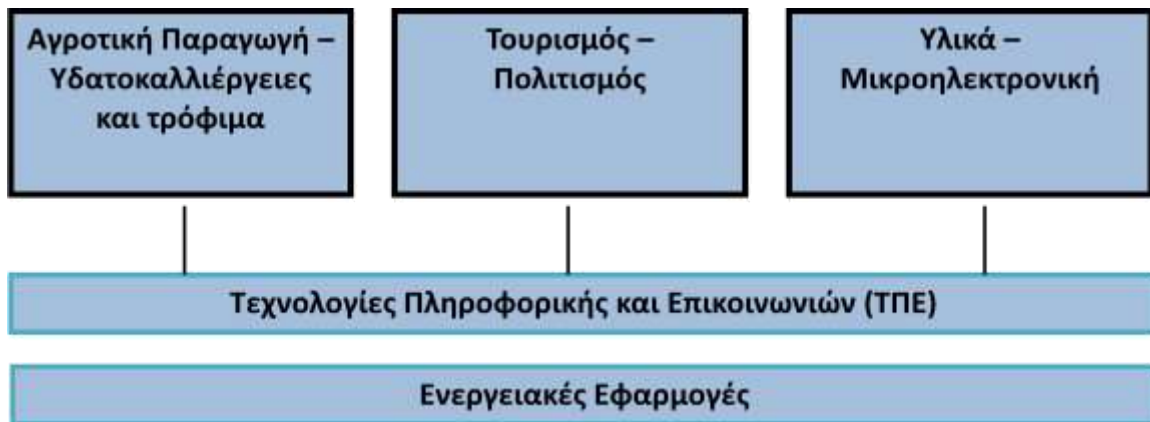 Αγροτική Παραγωγή –
Υδατοκαλλιέργειες
και τρόφιμα
Τουρισμός –
Πολιτισμός
Υλικά –
Μικροηλεκτρονική
Τεχνολογίες Πληροφορικής και Επικοινωνιών (ΤΠΕ)
Ενεργειακές Εφαρμογές